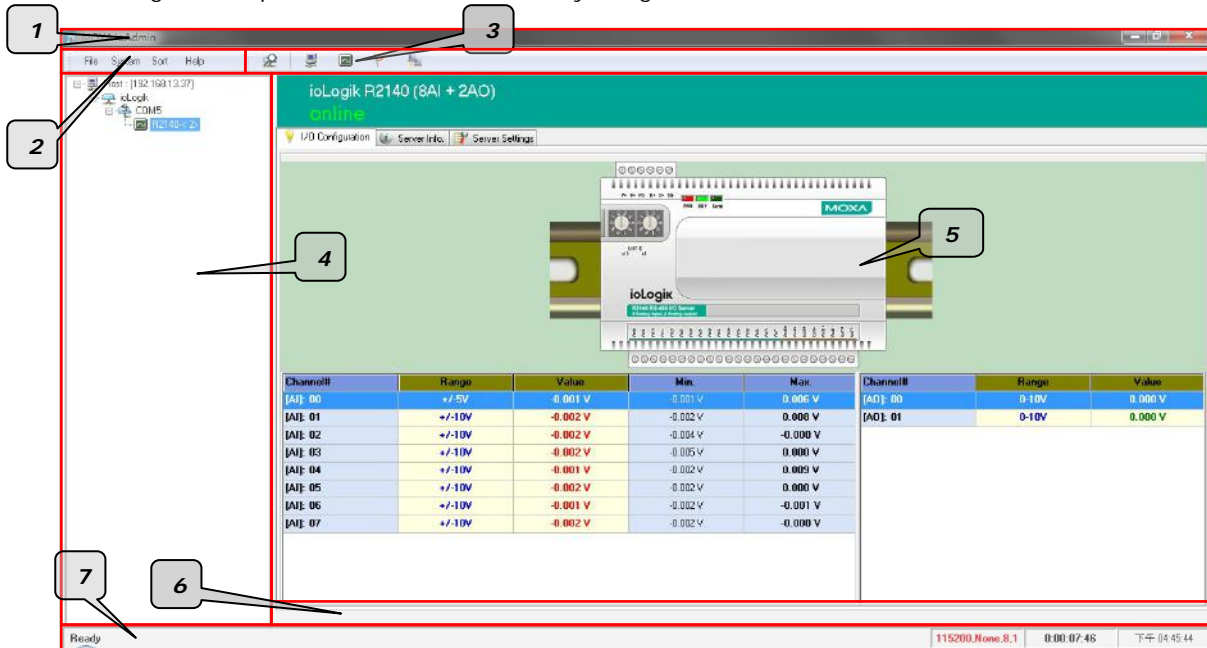 1
3
File System Sort Help
Host : [192.168.13.37]
ioLogik
COM5
R2140-< 2>
2
4
ioLogik R2140 (8AI + 2AO)
online
I/O Configuration Server Info. Server Settings
MOXA
5
ioLogik
Channel# Range Value Min. Max. Channel# Range Value
[AI]: 00 +/-5V -0.001 V -0.001 V 0.006 V [AO]: 00 0-10V 0.000 V
[AI]: 01 +/-10V -0.002 V -0.002 V 0.000 V [AO]: 01 0-10V 0.000 V
[AI]: 02 +/-10V -0.002 V -0.004 V -0.000 V
[AI]: 03 +/-10V -0.002 V -0.005 V 0.000 V
[AI]: 04 +/-10V -0.001 V -0.002 V 0.009 V
[AI]: 05 +/-10V -0.002 V -0.002 V 0.000 V
[AI]: 06 +/-10V -0.001 V -0.002 V -0.001 V
[AI]: 07 +/-10V -0.002 V -0.002 V -0.000 V
7
6
Ready 115200,None,8,1 0:00:07:46 下午 04:45:44